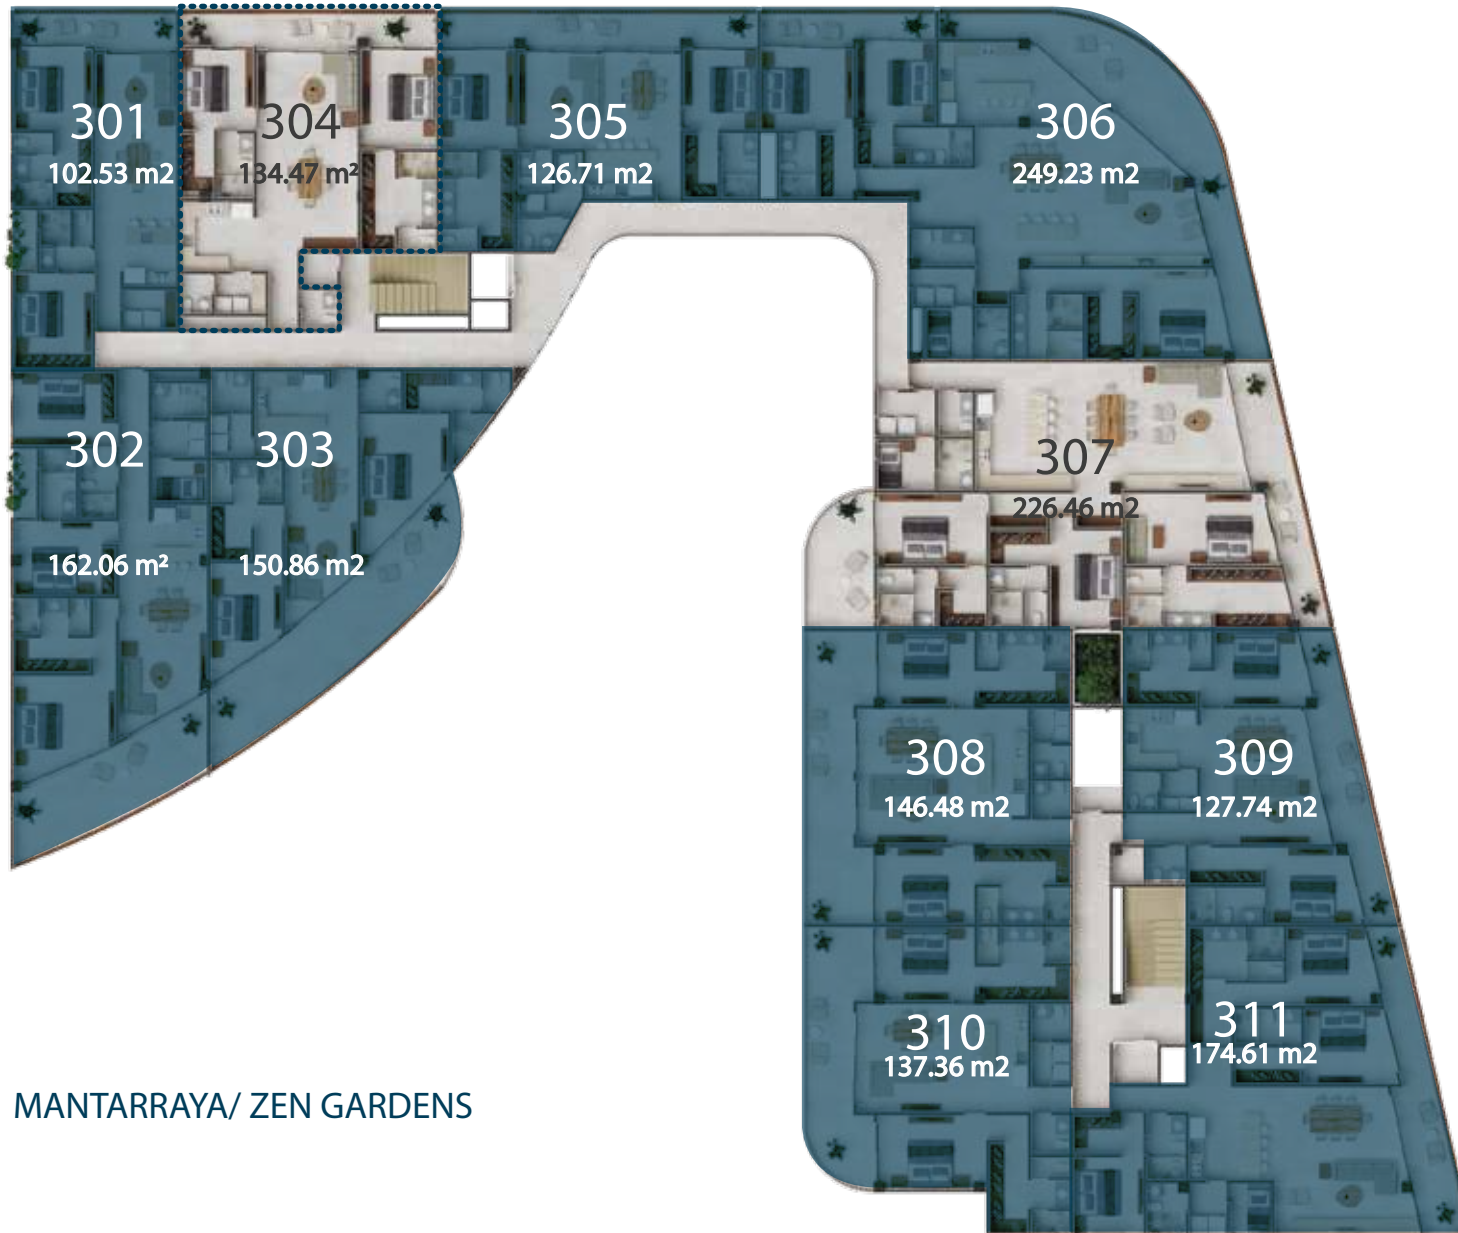 301
102.53 m2
304
134.47 m²
305
126.71 m2
306
249.23 m2
302
162.06 m²
303
150.86 m2
307
226.46 m2
308
146.48 m2
309
127.74 m2
310
137.36 m2
311
174.61 m2
MANTARRAYA/ ZEN GARDENS